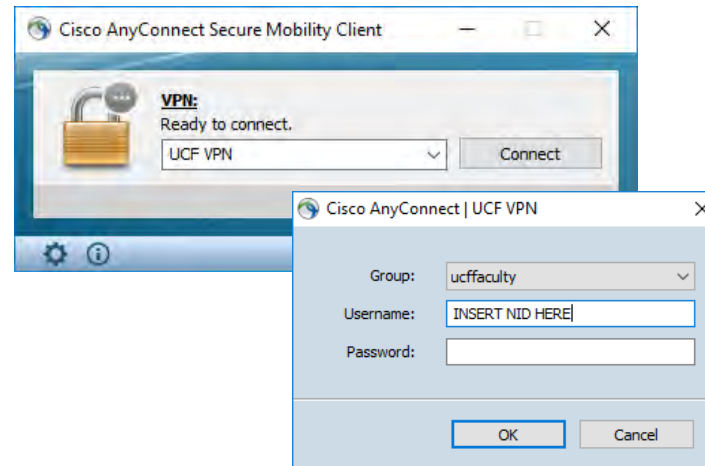 Cisco AnyConnect Secure Mobility Client
VPN:
Ready to connect.
UCF VPN
Connect
Cisco AnyConnect | UCF VPN
Group: ucffaculty
Username: INSERT NID HERE
Password:
OK Cancel